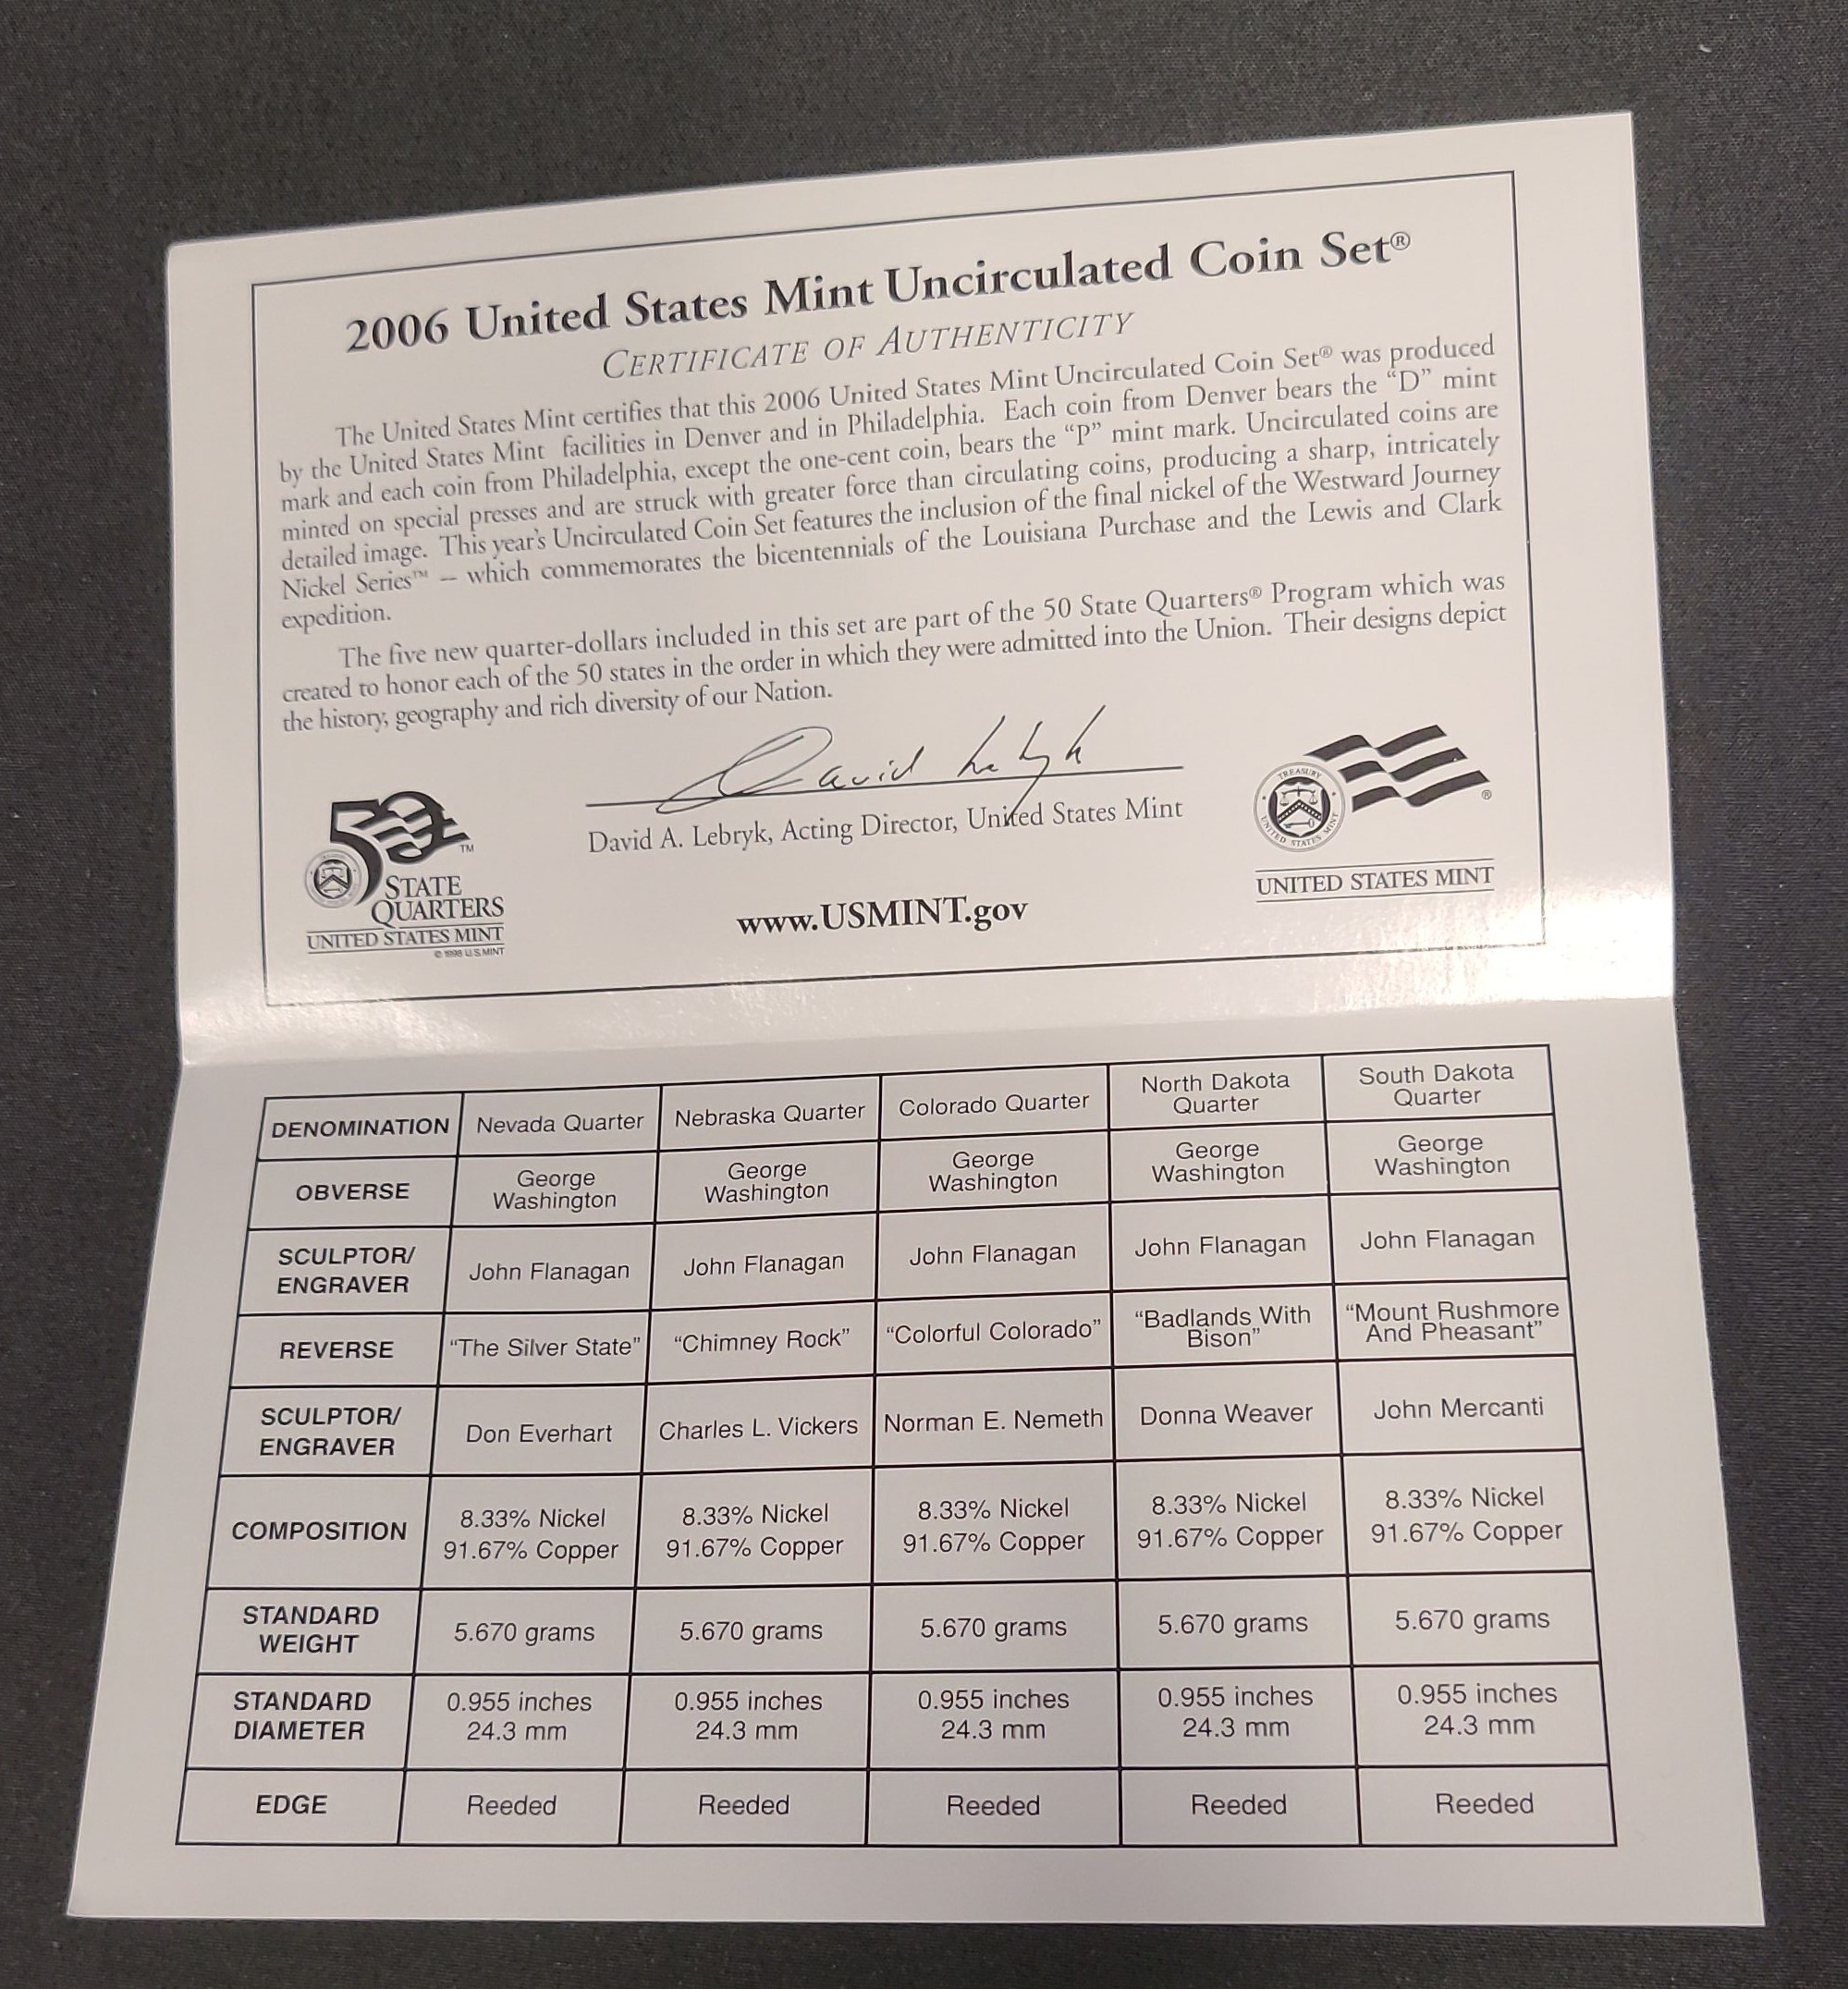 2006 United States Mint Uncirculated Coin Set®
CERTIFICATE OF AUTHENTICITY
The United States Mint certifies that this 2006 United States Mint Uncirculated Coin Set® was produced
by the United States Mint facilities in Denver and in Philadelphia. Each coin from Denver bears the “D” mint
mark and each coin from Philadelphia, except the one-cent coin, bears the “P” mint mark. Uncirculated coins are
minted on special presses and are struck with greater force than circulating coins, producing a sharp, intricately
detailed image. This year’s Uncirculated Coin Set features the inclusion of the final nickel of the Westward Journey
Nickel Series™ – which commemorates the bicentennials of the Louisiana Purchase and the Lewis and Clark
expedition.
The five new quarter-dollars included in this set are part of the 50 State Quarters® Program which was
created to honor each of the 50 states in the order in which they were admitted into the Union. Their designs depict
the history, geography and rich diversity of our Nation.
David Lebryk
David A. Lebryk, Acting Director, United States Mint
50 ™
STATE
QUARTERS
UNITED STATES MINT
© 1998 U.S. MINT
www.USMINT.gov
TREASURY
UNITED STATES MINT
®
UNITED STATES MINT
DENOMINATION Nevada Quarter Nebraska Quarter Colorado Quarter North Dakota Quarter South Dakota Quarter
OBVERSE George Washington George Washington George Washington George Washington George Washington
SCULPTOR/ ENGRAVER John Flanagan John Flanagan John Flanagan John Flanagan John Flanagan
REVERSE “The Silver State” “Chimney Rock” “Colorful Colorado” “Badlands With Bison” “Mount Rushmore And Pheasant”
SCULPTOR/ ENGRAVER Don Everhart Charles L. Vickers Norman E. Nemeth Donna Weaver John Mercanti
COMPOSITION 8.33% Nickel 91.67% Copper 8.33% Nickel 91.67% Copper 8.33% Nickel 91.67% Copper 8.33% Nickel 91.67% Copper 8.33% Nickel 91.67% Copper
STANDARD WEIGHT 5.670 grams 5.670 grams 5.670 grams 5.670 grams 5.670 grams
STANDARD DIAMETER 0.955 inches 24.3 mm 0.955 inches 24.3 mm 0.955 inches 24.3 mm 0.955 inches 24.3 mm 0.955 inches 24.3 mm
EDGE Reeded Reeded Reeded Reeded Reeded